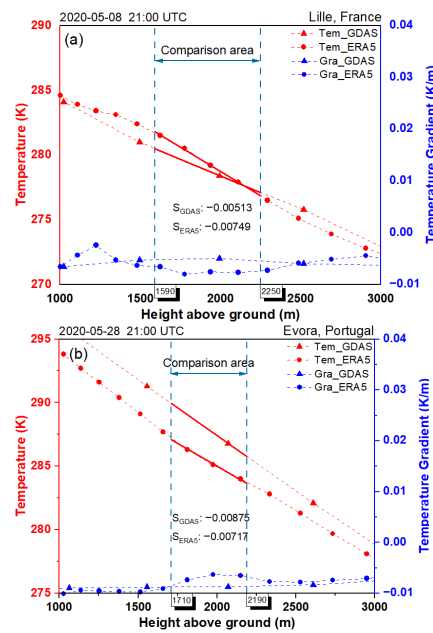 2020-05-08 21:00 UTC Lille, France
290 0.04
(a) Comparison area Tem_GDAS
Tem_ERA5
Gra_GDAS
Gra_ERA5
0.03
285
0.02
280
0.01
S_GDAS: −0.00513
S_ERA5: −0.00749
275
0.00
270 −0.01
1000 1500 1590 2000 2250 2500 3000
Height above ground (m)
Temperature (K)
Temperature Gradient (K/m)
2020-05-28 21:00 UTC Evora, Portugal
295 0.04
(b) Comparison area Tem_GDAS
Tem_ERA5
Gra_GDAS
Gra_ERA5
0.03
290
0.02
285
0.01
S_GDAS: −0.00875
S_ERA5: −0.00717
280
0.00
275 −0.01
1000 1500 1710 2000 2190 2500 3000
Height above ground (m)
Temperature (K)
Temperature Gradient (K/m)